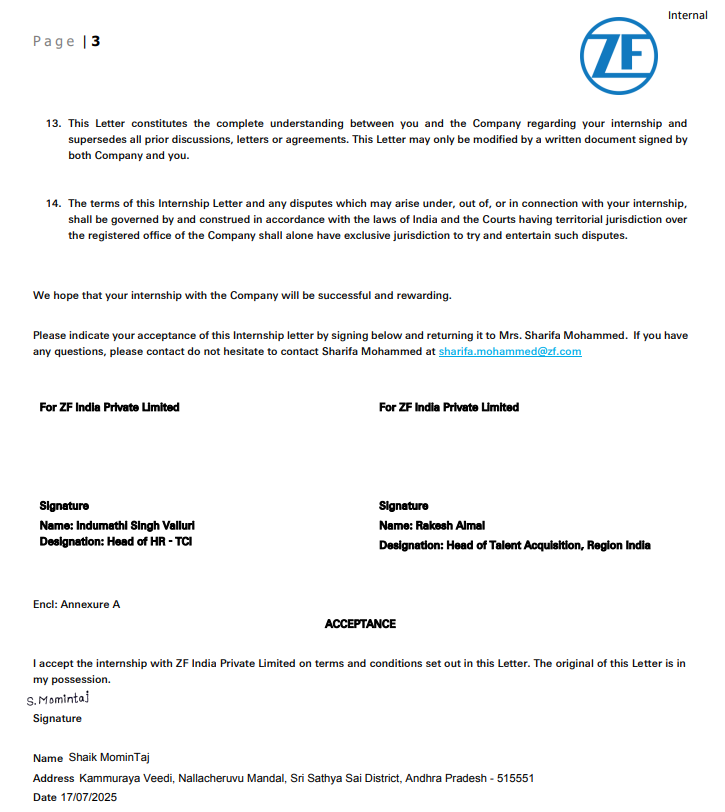 Internal
Page | 3
ZF
13. This Letter constitutes the complete understanding between you and the Company regarding your internship and
supersedes all prior discussions, letters or agreements. This Letter may only be modified by a written document signed by
both Company and you.
14. The terms of this Internship Letter and any disputes which may arise under, out of, or in connection with your internship,
shall be governed by and construed in accordance with the laws of India and the Courts having territorial jurisdiction over
the registered office of the Company shall alone have exclusive jurisdiction to try and entertain such disputes.
We hope that your internship with the Company will be successful and rewarding.
Please indicate your acceptance of this Internship letter by signing below and returning it to Mrs. Sharifa Mohammed. If you have
any questions, please contact do not hesitate to contact Sharifa Mohammed at sharifa.mohammed@zf.com
For ZF India Private Limited
For ZF India Private Limited
Signature
Name: Indumathi Singh Valluri
Designation: Head of HR - TCI
Signature
Name: Rakesh Almal
Designation: Head of Talent Acquisition, Region India
Encl: Annexure A
ACCEPTANCE
I accept the internship with ZF India Private Limited on terms and conditions set out in this Letter. The original of this Letter is in
my possession.
S. Momintaj
Signature
Name Shaik MominTaj
Address Kammuraya Veedi, Nallacheruvu Mandal, Sri Sathya Sai District, Andhra Pradesh - 515551
Date 17/07/2025